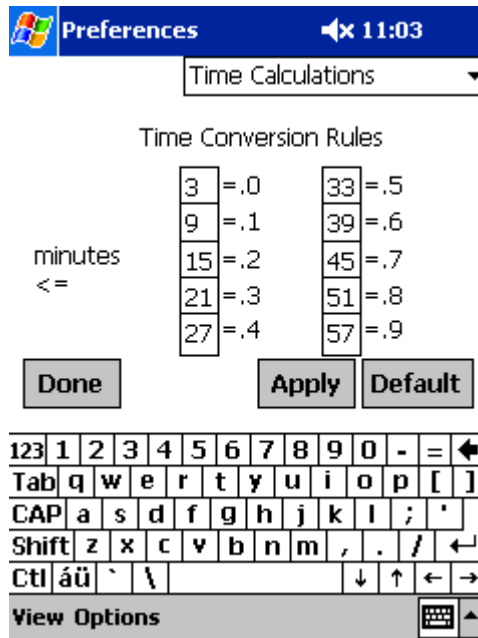 Preferences 11:03
Time Calculations
Time Conversion Rules
3 =.0 33 =.5
9 =.1 39 =.6
minutes 15 =.2 45 =.7
<= 21 =.3 51 =.8
27 =.4 57 =.9
Done Apply Default
123 1 2 3 4 5 6 7 8 9 0 - =
Tab q w e r t y u i o p [ ]
CAP a s d f g h j k l ; '
Shift z x c v b n m , . /
Ctl áü ` \ ↓ ↑ ← →
View Options